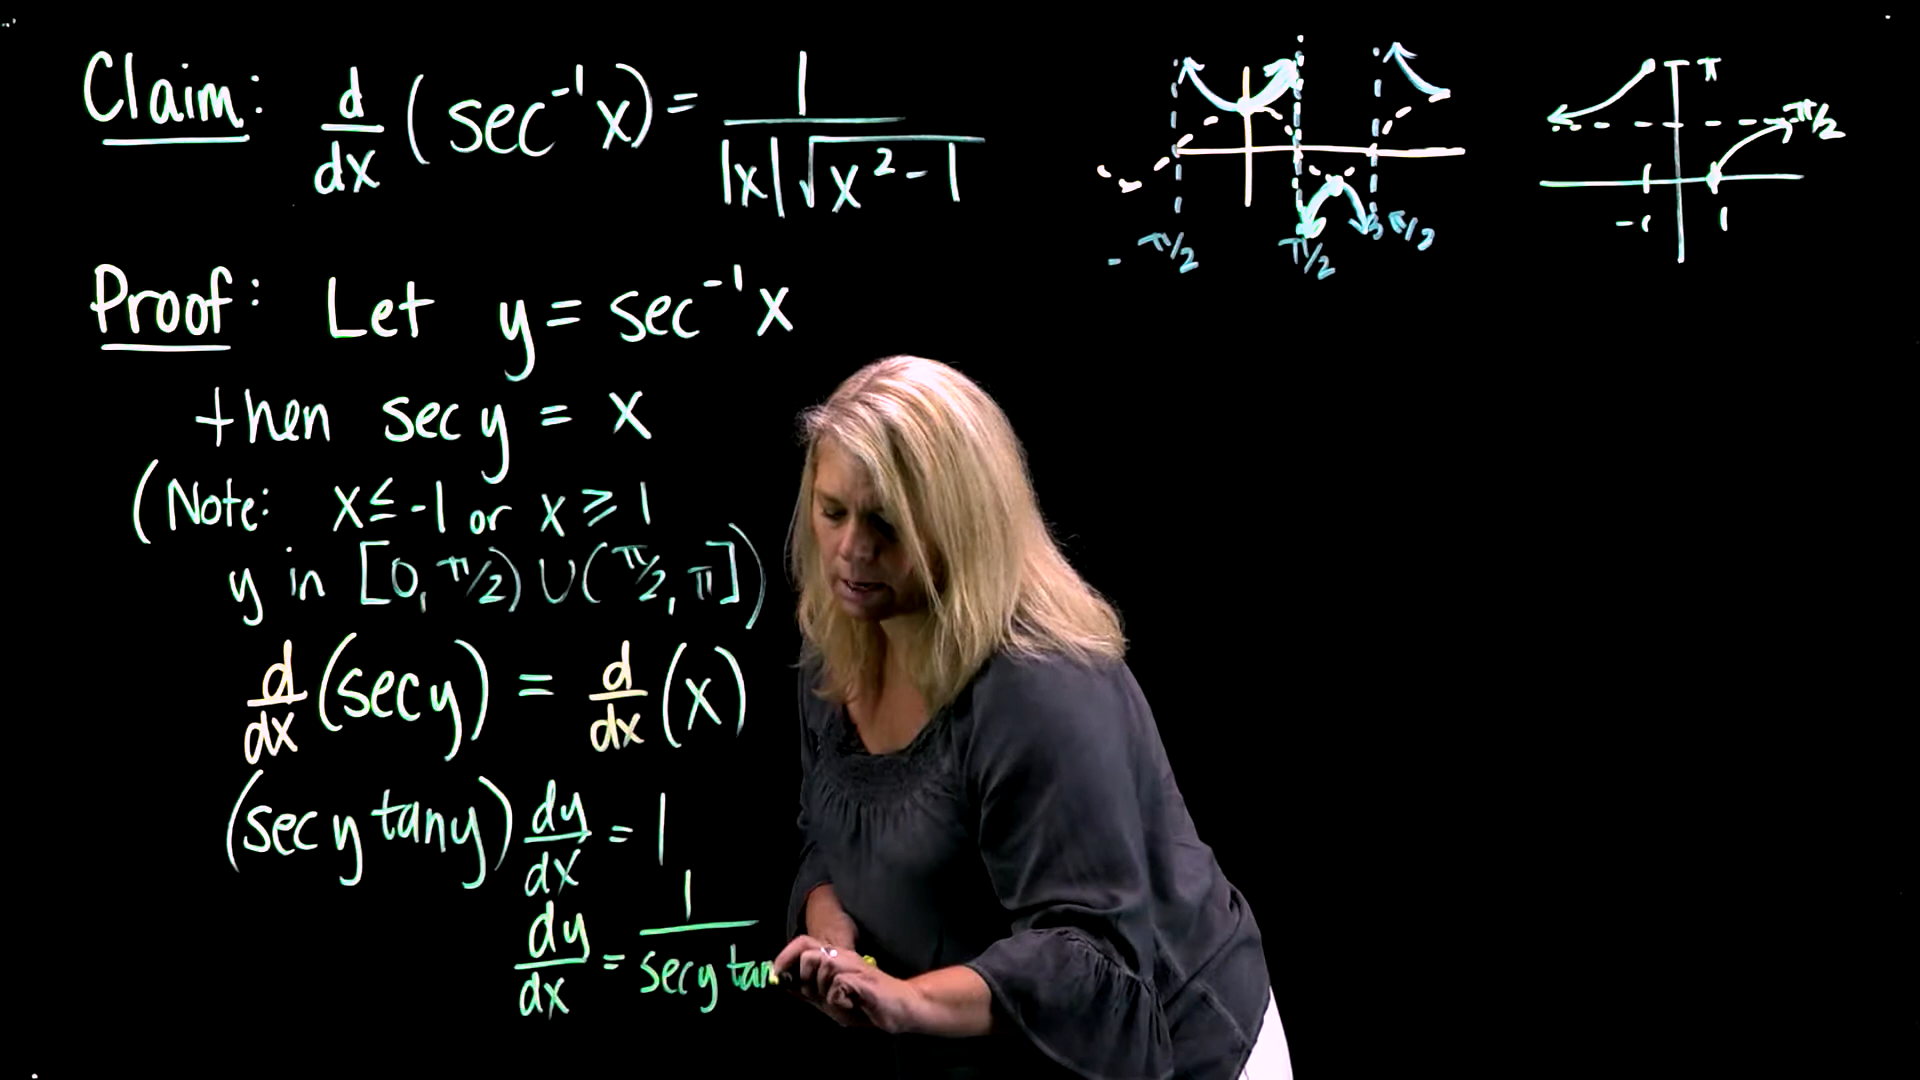 Claim: d/dx (sec⁻¹x) = 1/(|x|√(x²-1))
Proof: Let y = sec⁻¹x
then sec y = x
(Note: x ≤ -1 or x ≥ 1
y in [0, π/2) ∪ (π/2, π])
d/dx (sec y) = d/dx (x)
(sec y tan y) dy/dx = 1
dy/dx = 1/(sec y tan
-π/2
π/2
3π/2
π
π/2
-1
1